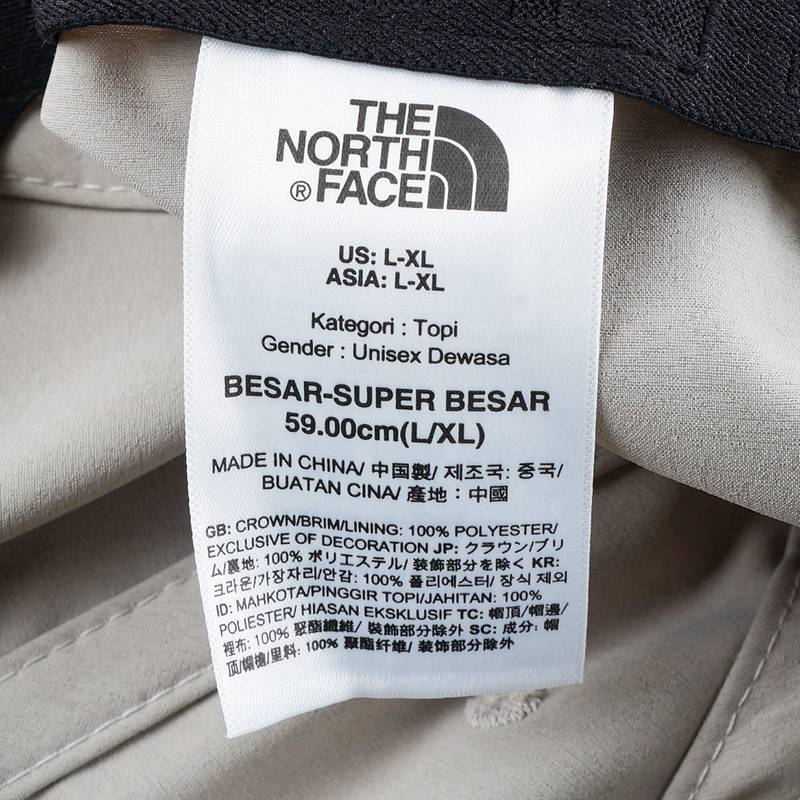 THE
NORTH
® FACE
US: L-XL
ASIA: L-XL
Kategori : Topi
Gender : Unisex Dewasa
BESAR-SUPER BESAR
59.00cm(L/XL)
MADE IN CHINA/ 中国製/ 제조국: 중국/
BUATAN CINA/ 產地：中國
GB: CROWN/BRIM/LINING: 100% POLYESTER/
EXCLUSIVE OF DECORATION JP: クラウン/ブリ
ム/裏地: 100% ポリエステル/ 装飾部分を除く KR:
크라운/가장자리/안감: 100% 폴리에스터/ 장식 제외
ID: MAHKOTA/PINGGIR TOPI/JAHITAN: 100%
POLIESTER/ HIASAN EKSKLUSIF TC: 帽頂/帽邊/
裡布: 100% 聚酯纖維/ 裝飾部分除外 SC: 成分: 帽
顶/帽檐/里料: 100% 聚酯纤维/ 装饰部分除外